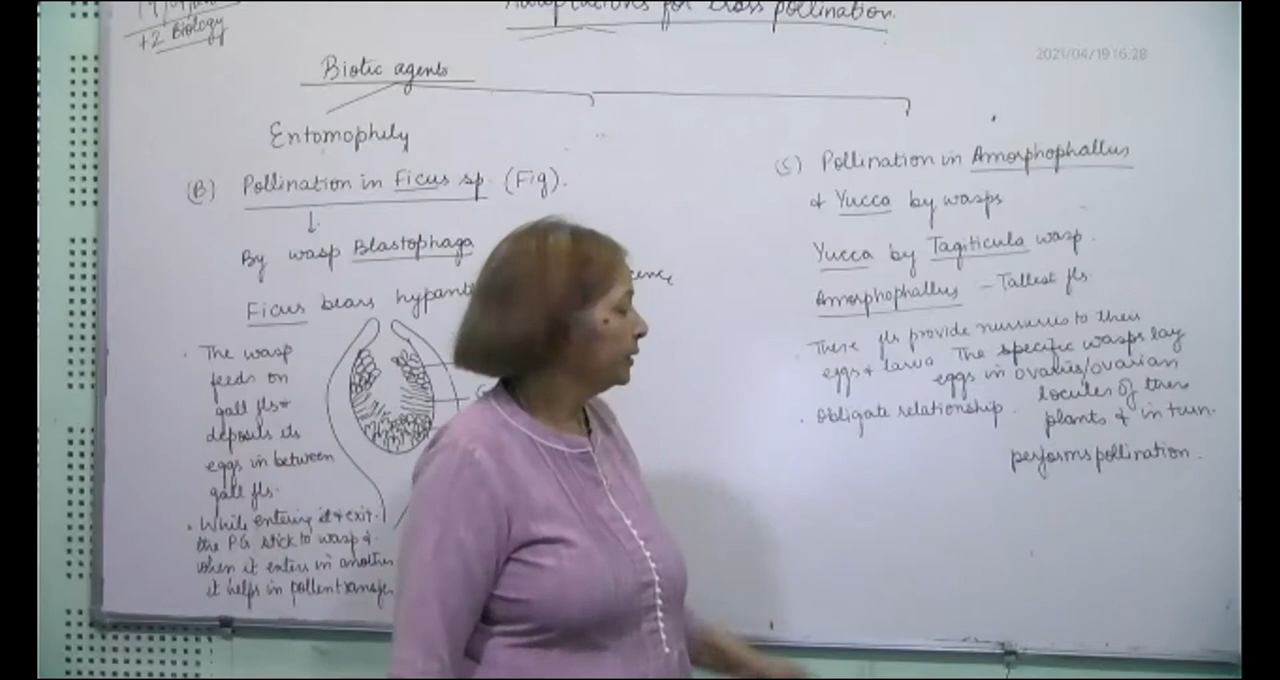 +2 Biology
Adaptations for cross pollination.
2021/04/19 16:28
Biotic agents
Entomophily
(B) Pollination in Ficus sp. (Fig).
By wasp Blastophaga
Ficus bears hypant
. The wasp
feeds on
gall fls &
deposits its
eggs in between
gall fls.
. While entering it & exit.
the PG stick to wasp &
when it enters in another
it helps in pollen transfer
(C) Pollination in Amorphophallus
& Yucca by wasps
Yucca by Tagiticula wasp.
Amorphophallus - Tallest fls
. These fls provide nurseries to their
eggs & larva The specific wasps lay
eggs in ovaries/ovarian
. Obligate relationship. locules of these
plants & in turn.
performs pollination.